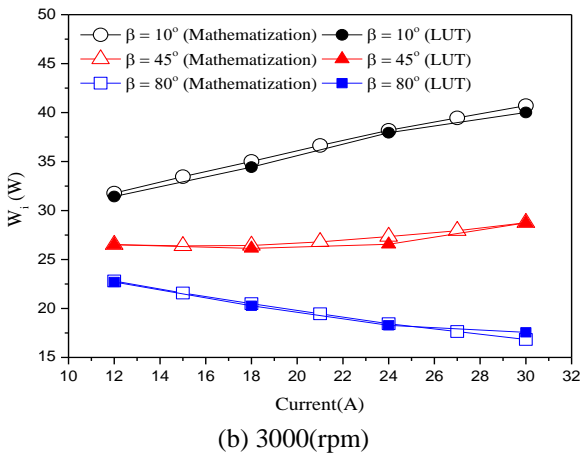 β = 10° (Mathematization) β = 10° (LUT)
β = 45° (Mathematization) β = 45° (LUT)
β = 80° (Mathematization) β = 80° (LUT)
50
45
40
35
30
25
20
15
W_i (W)
10 12 14 16 18 20 22 24 26 28 30 32
Current(A)
(b) 3000(rpm)